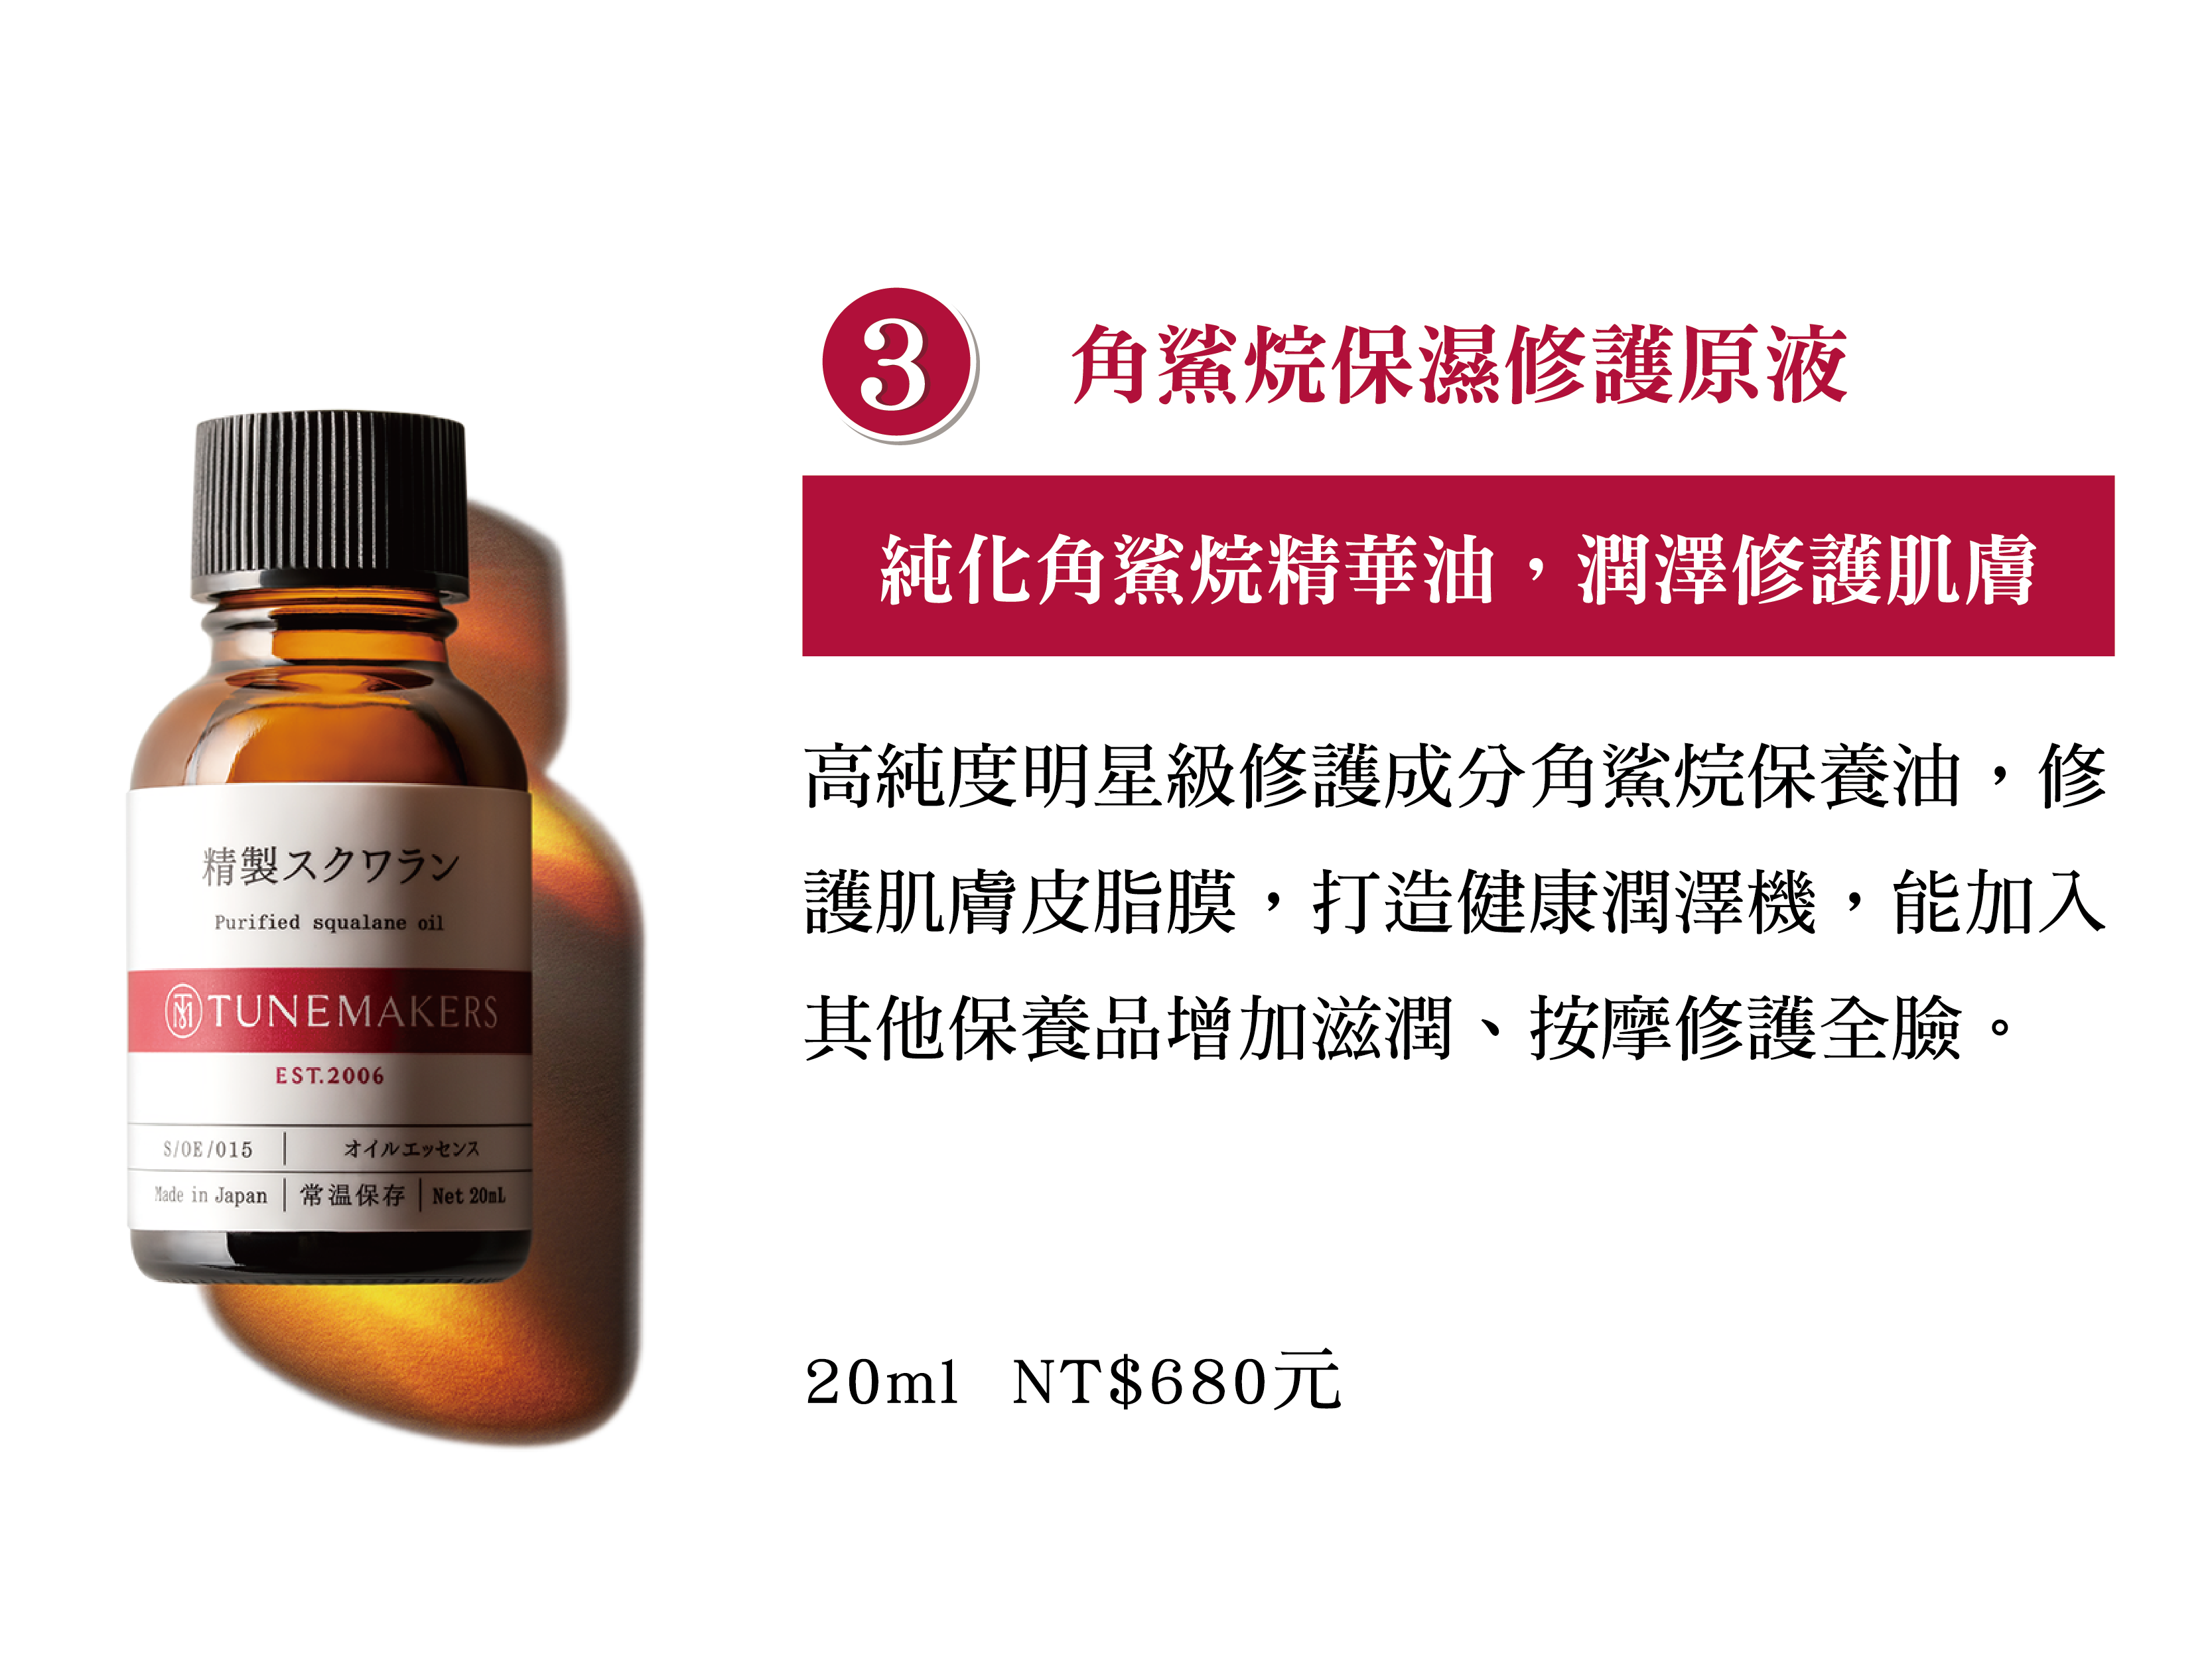 3 角鯊烷保濕修護原液
純化角鯊烷精華油，潤澤修護肌膚
高純度明星級修護成分角鯊烷保養油，修
護肌膚皮脂膜，打造健康潤澤機，能加入
其他保養品增加滋潤、按摩修護全臉。
20ml NT$680元
精製スクワラン
Purified squalane oil
TM TUNEMAKERS
EST.2006
S/OE/015 オイルエッセンス
Made in Japan 常温保存 Net 20mL